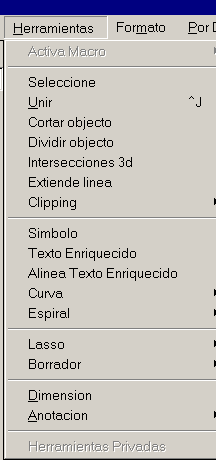 Herramientas Formato Por D
Activa Macro
Seleccione
Unir ^J
Cortar objecto
Dividir objecto
Intersecciones 3d
Extiende linea
Clipping
Simbolo
Texto Enriquecido
Alinea Texto Enriquecido
Curva
Espiral
Lasso
Borrador
Dimension
Anotacion
Herramientas Privadas